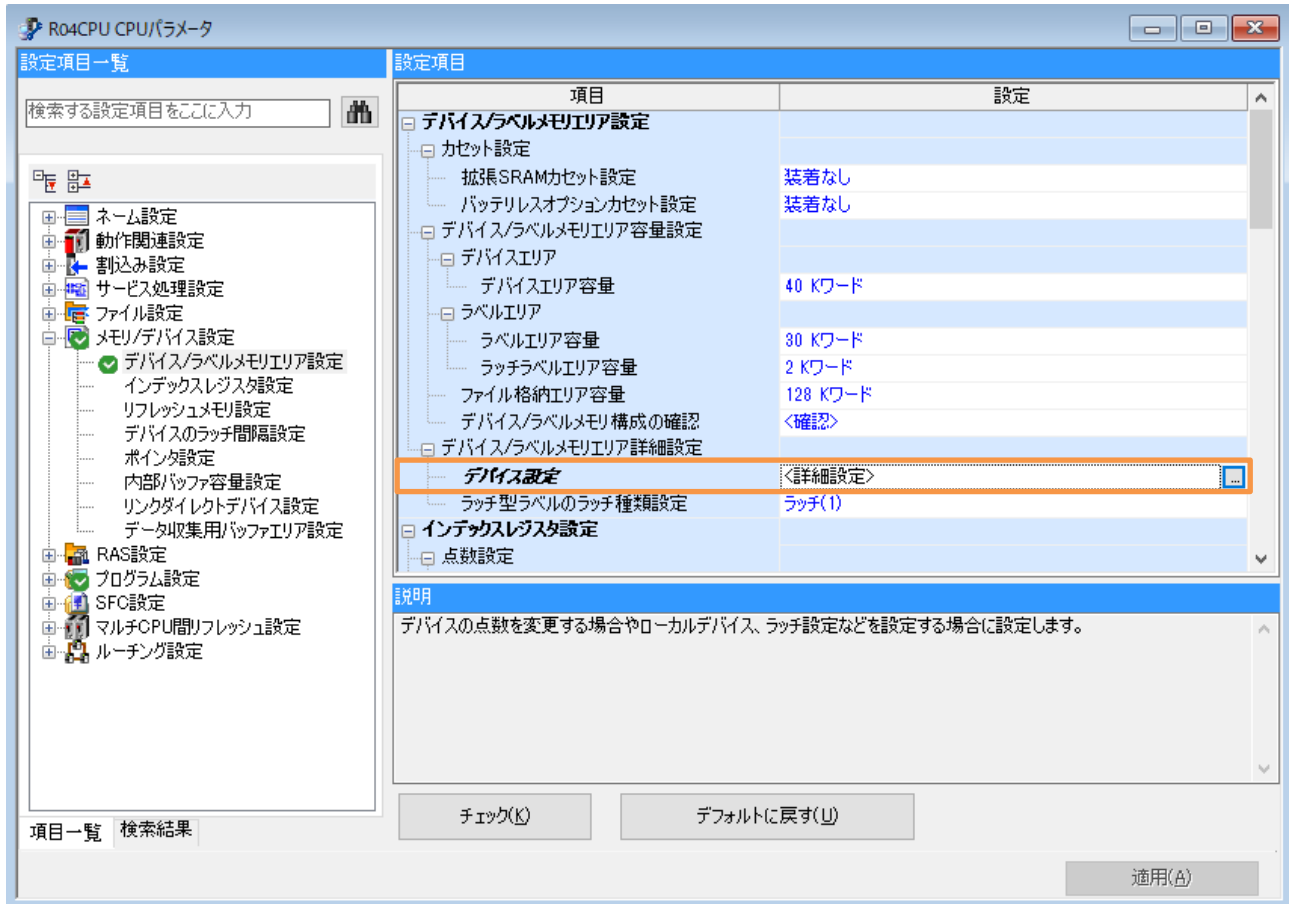 R04CPU CPUパラメータ
設定項目一覧
検索する設定項目をここに入力
ネーム設定
動作関連設定
割込み設定
サービス処理設定
ファイル設定
メモリ/デバイス設定
デバイス/ラベルメモリエリア設定
インデックスレジスタ設定
リフレッシュメモリ設定
デバイスのラッチ間隔設定
ポインタ設定
内部バッファ容量設定
リンクダイレクトデバイス設定
データ収集用バッファエリア設定
RAS設定
プログラム設定
SFC設定
マルチCPU間リフレッシュ設定
ルーチング設定
項目一覧 検索結果
設定項目
項目 設定
デバイス/ラベルメモリエリア設定
カセット設定
拡張SRAMカセット設定 装着なし
バッテリレスオプションカセット設定 装着なし
デバイス/ラベルメモリエリア容量設定
デバイスエリア
デバイスエリア容量 40 Kワード
ラベルエリア
ラベルエリア容量 30 Kワード
ラッチラベルエリア容量 2 Kワード
ファイル格納エリア容量 128 Kワード
デバイス/ラベルメモリ構成の確認 <確認>
デバイス/ラベルメモリエリア詳細設定
デバイス設定 <詳細設定> ...
ラッチ型ラベルのラッチ種類設定 ラッチ(1)
インデックスレジスタ設定
点数設定
説明
デバイスの点数を変更する場合やローカルデバイス、ラッチ設定などを設定する場合に設定します。
チェック(K) デフォルトに戻す(U)
適用(A)